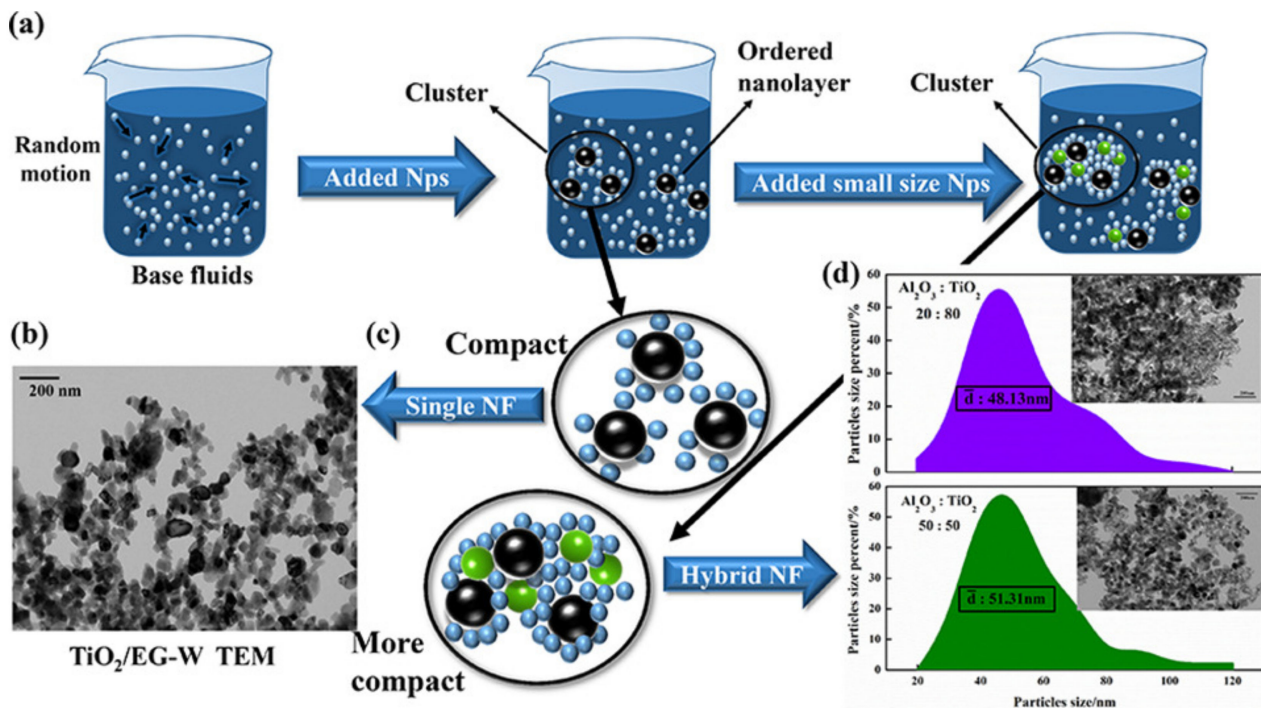 (a)
Random
motion
Base fluids
Added Nps
Cluster
Ordered
nanolayer
Added small size Nps
Cluster
(b)
200 nm
TiO₂/EG-W TEM
(c)
Compact
Single NF
More
compact
Hybrid NF
(d)
Particles size percent/%
60
50
40
30
20
10
0
Al₂O₃ : TiO₂
20 : 80
d̅ : 48.13nm
Particles size percent/%
60
50
40
30
20
10
0
Al₂O₃ : TiO₂
50 : 50
d̅ : 51.31nm
20 40 60 80 100 120
Particles size/nm